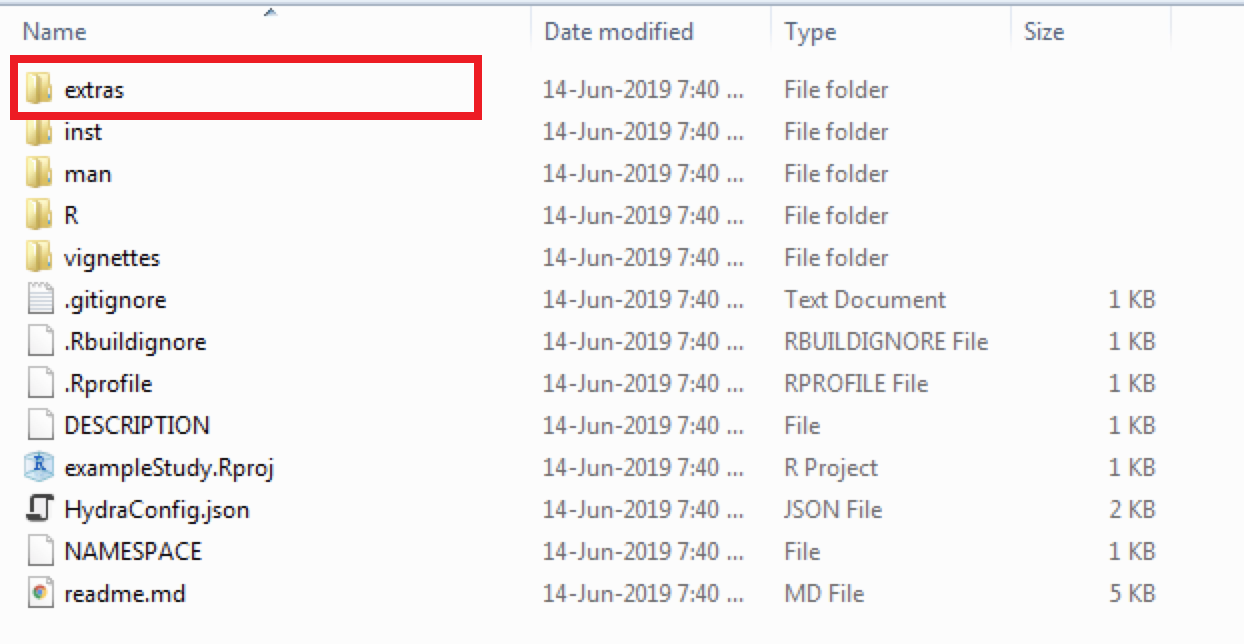 Name Date modified Type Size
extras 14-Jun-2019 7:40 ... File folder
inst 14-Jun-2019 7:40 ... File folder
man 14-Jun-2019 7:40 ... File folder
R 14-Jun-2019 7:40 ... File folder
vignettes 14-Jun-2019 7:40 ... File folder
.gitignore 14-Jun-2019 7:40 ... Text Document 1 KB
.Rbuildignore 14-Jun-2019 7:40 ... RBUILDIGNORE File 1 KB
.Rprofile 14-Jun-2019 7:40 ... RPROFILE File 1 KB
DESCRIPTION 14-Jun-2019 7:40 ... File 1 KB
exampleStudy.Rproj 14-Jun-2019 7:40 ... R Project 1 KB
HydraConfig.json 14-Jun-2019 7:40 ... JSON File 2 KB
NAMESPACE 14-Jun-2019 7:40 ... File 1 KB
readme.md 14-Jun-2019 7:40 ... MD File 5 KB